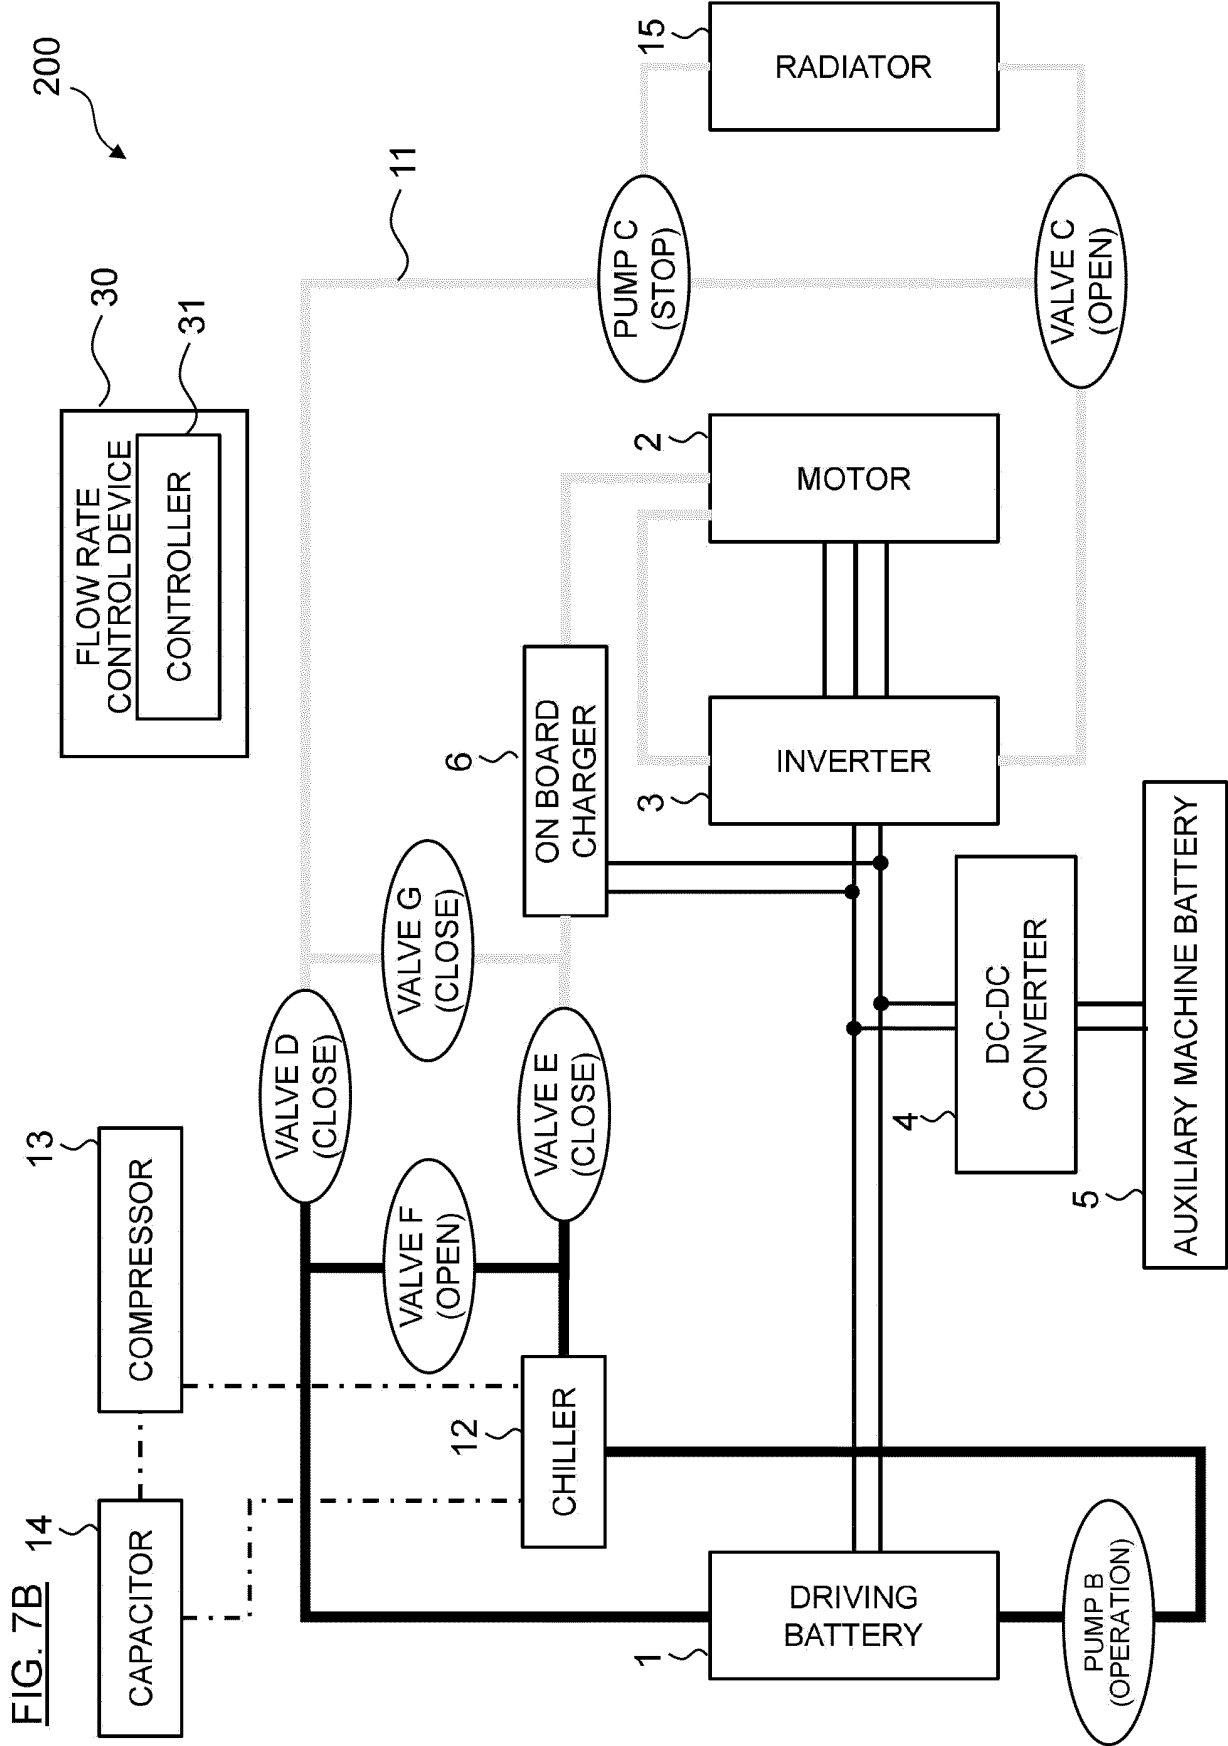 FIG. 7B
200
FLOW RATE
CONTROL DEVICE
30
CONTROLLER
31
CAPACITOR
14
COMPRESSOR
13
11
VALVE D
(CLOSE)
VALVE F
(OPEN)
VALVE G
(CLOSE)
CHILLER
12
VALVE E
(CLOSE)
ON BOARD
CHARGER
6
PUMP C
(STOP)
RADIATOR
15
DRIVING
BATTERY
1
INVERTER
3
MOTOR
2
DC-DC
CONVERTER
4
VALVE C
(OPEN)
PUMP B
(OPERATION)
AUXILIARY MACHINE BATTERY
5